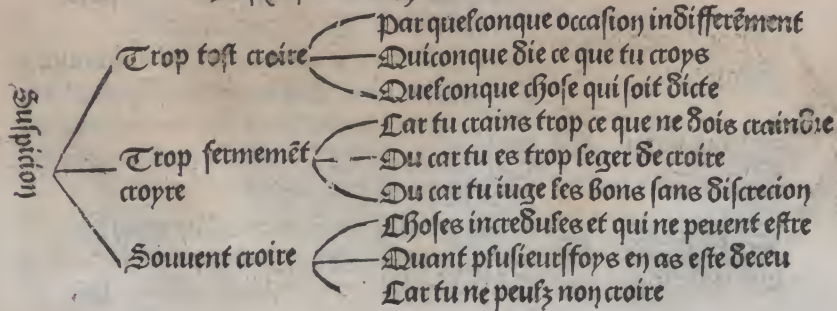 Suspicion
Trop tost croire
Par quelconque occasion indifferẽment
Quiconque die ce que tu croys
Quelconque chose qui soit dicte
Trop fermemẽt
croyre
Car tu crains trop ce que ne dois craindre
Ou car tu es trop leger de croire
Ou car tu iuge les bons sans discrecion
Souuent croire
Choses incredules et qui ne peuent estre
Quant plusieursfoys en as este deceu
Car tu ne peulz non croire